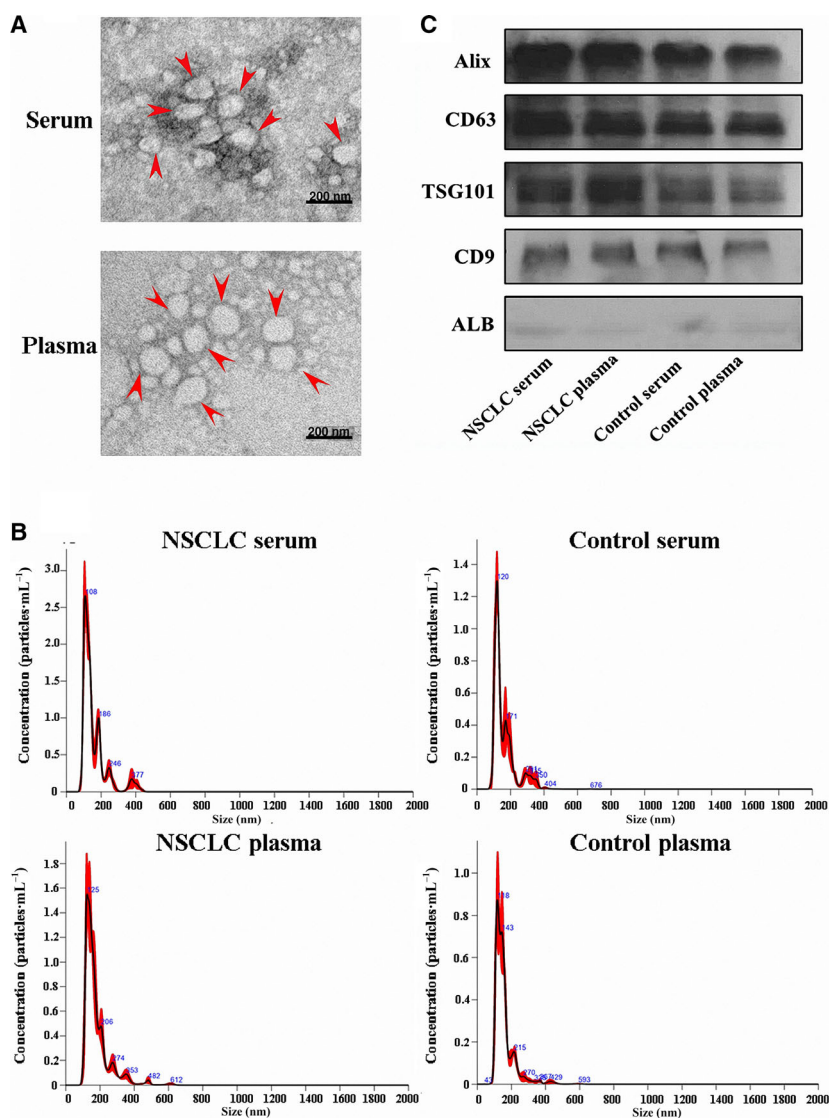 A
Serum
200 nm
Plasma
200 nm
C
Alix
CD63
TSG101
CD9
ALB
NSCLC serum
NSCLC plasma
Control serum
Control plasma
B
NSCLC serum
Concentration (particles·mL⁻¹)
3.0
2.5
2.0
1.5
1.0
0.5
0
108
186
246
377
0 200 400 600 800 1000 1200 1400 1600 1800 2000
Size (nm)
Control serum
Concentration (particles·mL⁻¹)
1.4
1.2
1.0
0.8
0.6
0.4
0.2
0
120
171
350
404
676
0 200 400 600 800 1000 1200 1400 1600 1800 2000
Size (nm)
NSCLC plasma
Concentration (particles·mL⁻¹)
1.8
1.6
1.4
1.2
1.0
0.8
0.6
0.4
0.2
0
125
206
274
353
482
612
0 200 400 600 800 1000 1200 1400 1600 1800 2000
Size (nm)
Control plasma
Concentration (particles·mL⁻¹)
1.0
0.8
0.6
0.4
0.2
0
118
143
215
270
429
593
0 200 400 600 800 1000 1200 1400 1600 1800 2000
Size (nm)